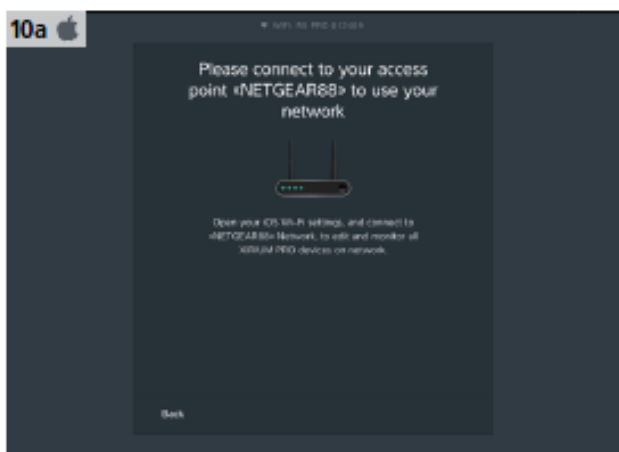 10a
Please connect to your access
point «NETGEAR88» to use your
network
Open your iOS Wi-Fi settings, and connect to
«NETGEAR88» Network, to edit and monitor all
XIRIUM PRO devices on network.
Back